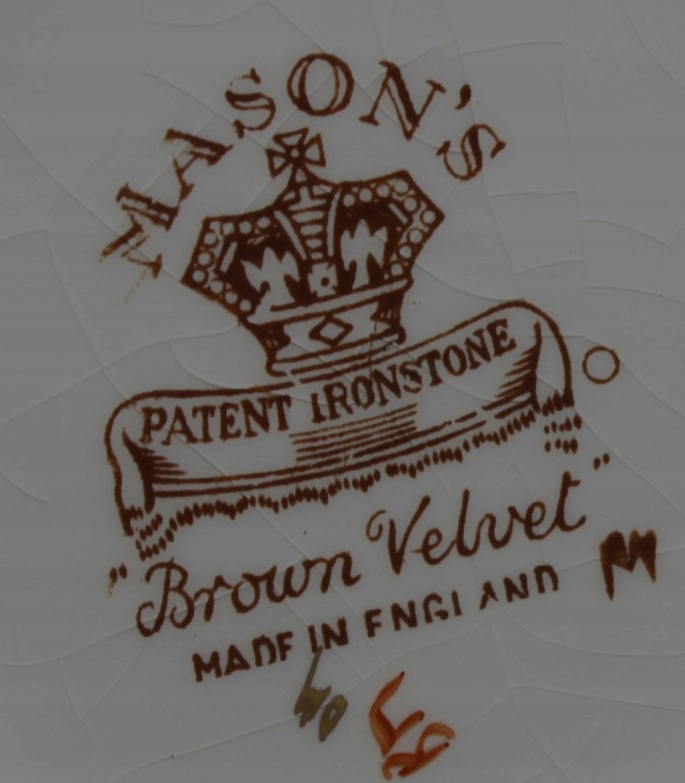 MASON'S
PATENT IRONSTONE
"Brown Velvet"
MADE IN ENGLAND
M